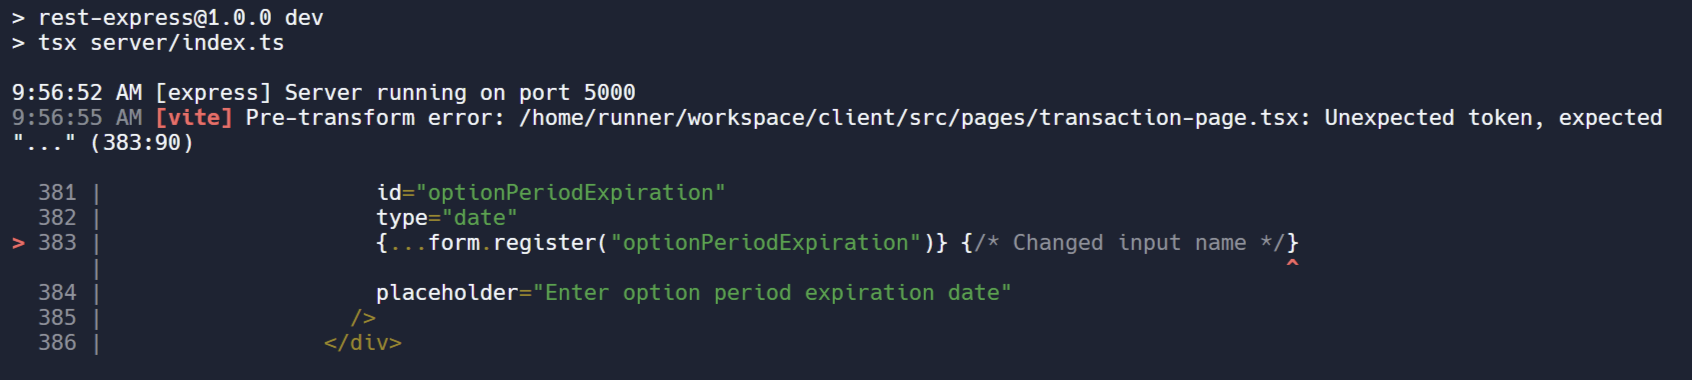 > rest-express@1.0.0 dev
> tsx server/index.ts
9:56:52 AM [express] Server running on port 5000
9:56:55 AM [vite] Pre-transform error: /home/runner/workspace/client/src/pages/transaction-page.tsx: Unexpected token, expected
"..." (383:90)
381 | id="optionPeriodExpiration"
382 | type="date"
> 383 | {...form.register("optionPeriodExpiration")} {/* Changed input name */}
| ^
384 | placeholder="Enter option period expiration date"
385 | />
386 | </div>